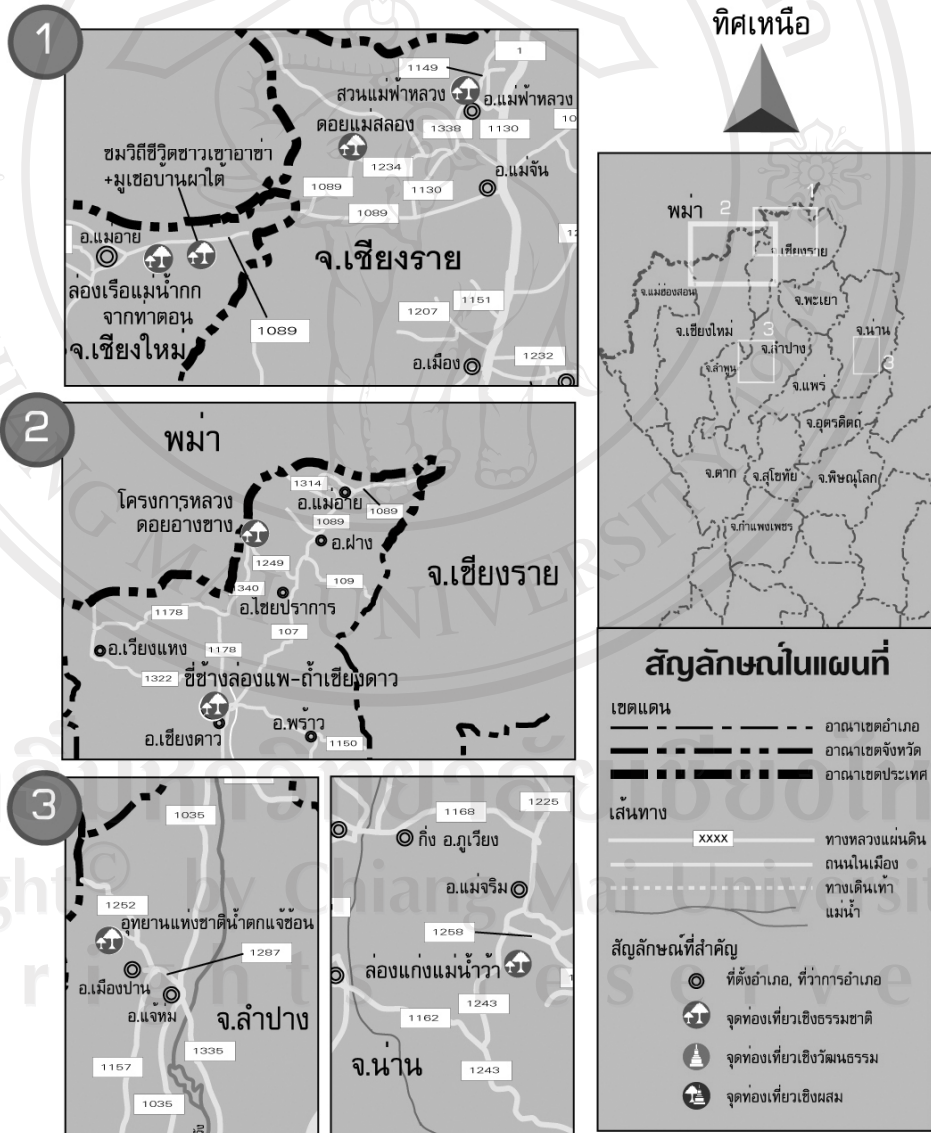 ทิศเหนือ
1
1
1149
สวนแม่ฟ้าหลวง
อ.แม่ฟ้าหลวง
ดอยแม่สลอง
1338
1130
10
ชมวิถีชีวิตชาวเขาอาข่า
+มูเซอบ้านผาใต้
1234
อ.แม่จัน
1089
1130
1089
12
อ.แม่อาย
จ.เชียงราย
ล่องเรือแม่น้ำกก
จากท่าตอน
1151
1207
1089
จ.เชียงใหม่
อ.เมือง
1232
พม่า
2
1
จ.เชียงราย
จ.แม่ฮ่องสอน
จ.พะเยา
จ.เชียงใหม่
3
จ.ลำปาง
จ.น่าน
จ.ลำพูน
3
จ.แพร่
จ.อุตรดิตถ์
จ.ตาก
จ.สุโขทัย
จ.พิษณุโลก
จ.กำแพงเพชร
2
พม่า
1314
อ.แม่อาย
1089
โครงการหลวง
ดอยอางขาง
1089
อ.ฝาง
1249
จ.เชียงราย
1340
109
อ.ไชยปราการ
1178
107
อ.เวียงแหง
1178
1322
ขี่ช้างล่องแพ-ถ้ำเชียงดาว
อ.เชียงดาว
อ.พร้าว
1150
3
1035
1252
อุทยานแห่งชาติน้ำตกแจ้ซ้อน
1287
อ.เมืองปาน
อ.แจ้ห่ม
จ.ลำปาง
1335
1157
1035
1225
1168
กิ่ง อ.ภูเวียง
อ.แม่จริม
1258
ล่องแก่งแม่น้ำว้า
1243
1162
จ.น่าน
1243
สัญลักษณ์ในแผนที่
เขตแดน
อาณาเขตอำเภอ
อาณาเขตจังหวัด
อาณาเขตประเทศ
เส้นทาง
XXXX
ทางหลวงแผ่นดิน
ถนนในเมือง
ทางเดินเท้า
แม่น้ำ
สัญลักษณ์ที่สำคัญ
ที่ตั้งอำเภอ, ที่ว่าการอำเภอ
จุดท่องเที่ยวเชิงธรรมชาติ
จุดท่องเที่ยวเชิงวัฒนธรรม
จุดท่องเที่ยวเชิงผสม